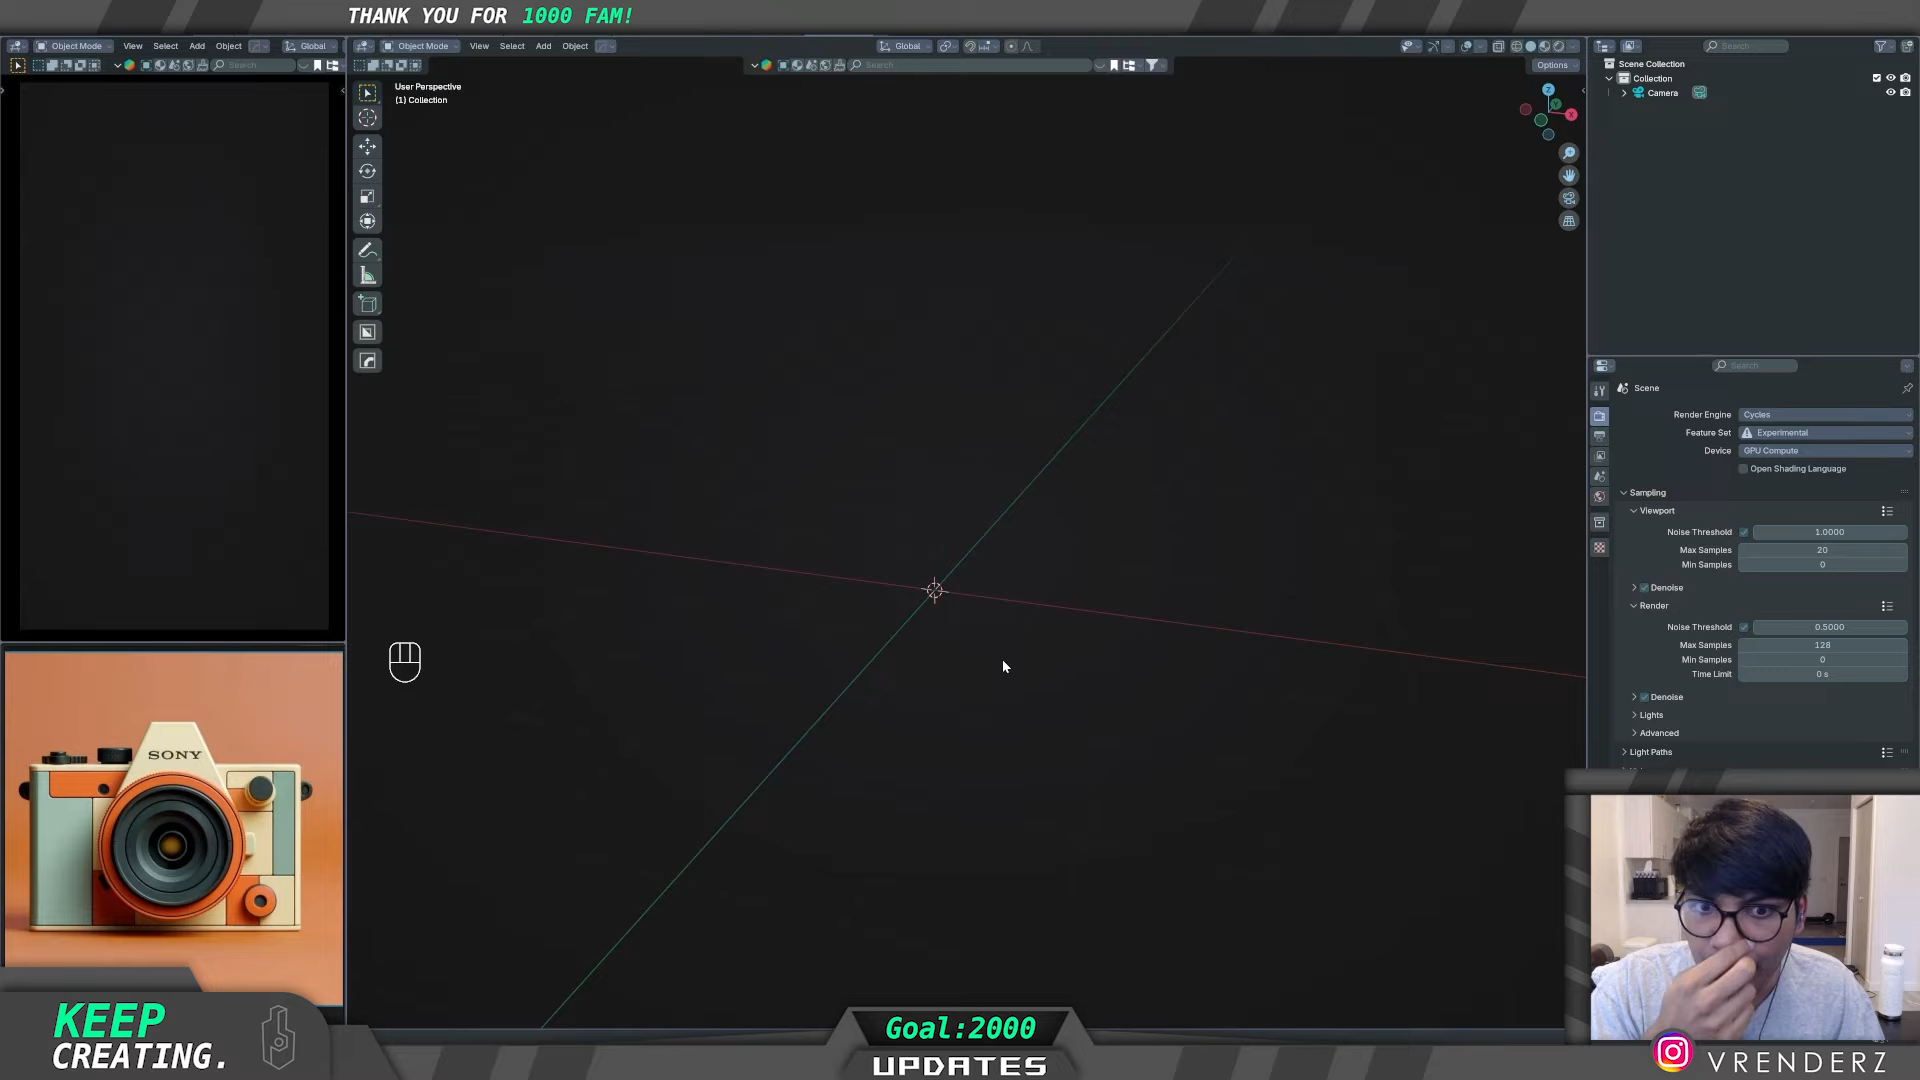 THANK YOU FOR 1000 FAM!
Object Mode View Select Add Object Global
Search
Object Mode View Select Add Object Global
Search
Options
User Perspective
(1) Collection
Z
Y
X
Search
Scene Collection
Collection
Camera
Search
Scene
Render Engine Cycles
Feature Set Experimental
Device GPU Compute
Open Shading Language
Sampling
Viewport
Noise Threshold 1.0000
Max Samples 20
Min Samples 0
Denoise
Render
Noise Threshold 0.5000
Max Samples 128
Min Samples 0
Time Limit 0 s
Denoise
Lights
Advanced
Light Paths
SONY
KEEP
CREATING.
Goal:2000
UPDATES
VRENDERZ